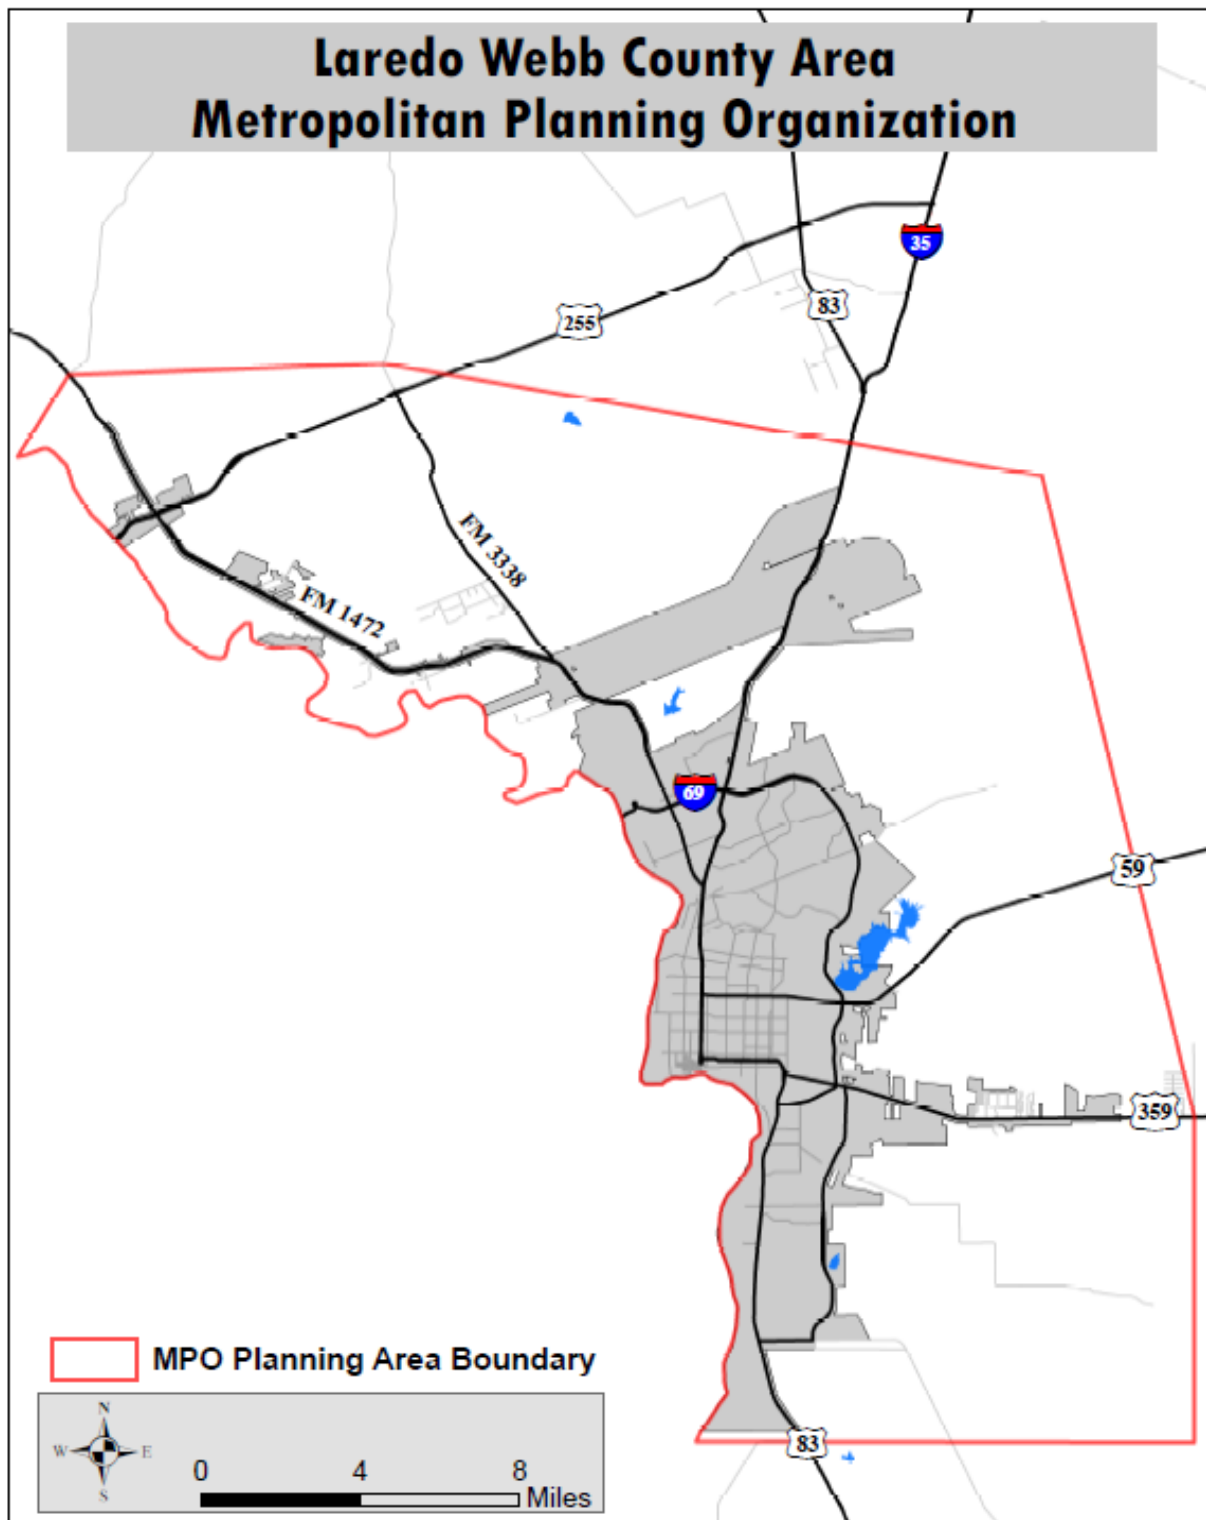 Laredo Webb County Area
Metropolitan Planning Organization
35
83
255
FM 3338
FM 1472
69
59
359
83
MPO Planning Area Boundary
N
W E
S
0 4 8
Miles